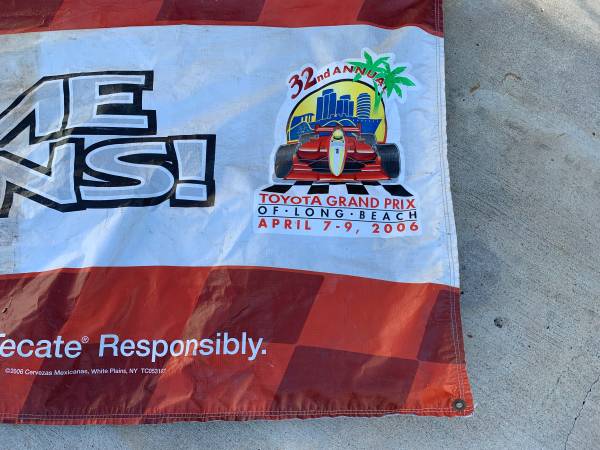 32nd ANNUAL
TOYOTA GRAND PRIX
OF · LONG · BEACH
APRIL 7-9, 2006
NS!
Tecate® Responsibly.
©2006 Cervezas Mexicanas, White Plains, NY